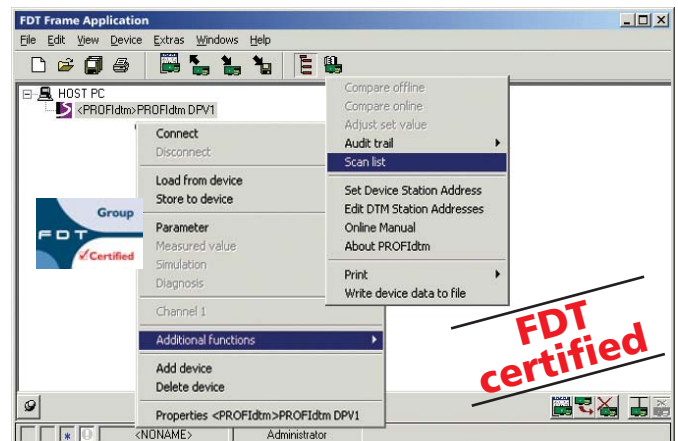 FDT Frame Application
File Edit View Device Extras Windows Help
HOST PC
<PROFIdtm>PROFIdtm DPV1
Connect
Disconnect
Load from device
Store to device
Parameter
Measured value
Simulation
Diagnosis
Channel 1
Additional functions
Add device
Delete device
Properties <PROFIdtm>PROFIdtm DPV1
Compare offline
Compare online
Adjust set value
Audit trail
Scan list
Set Device Station Address
Edit DTM Station Addresses
Online Manual
About PROFIdtm
Print
Write device data to file
Group
FDT
Certified
FDT
certified
<NONAME> Administrator